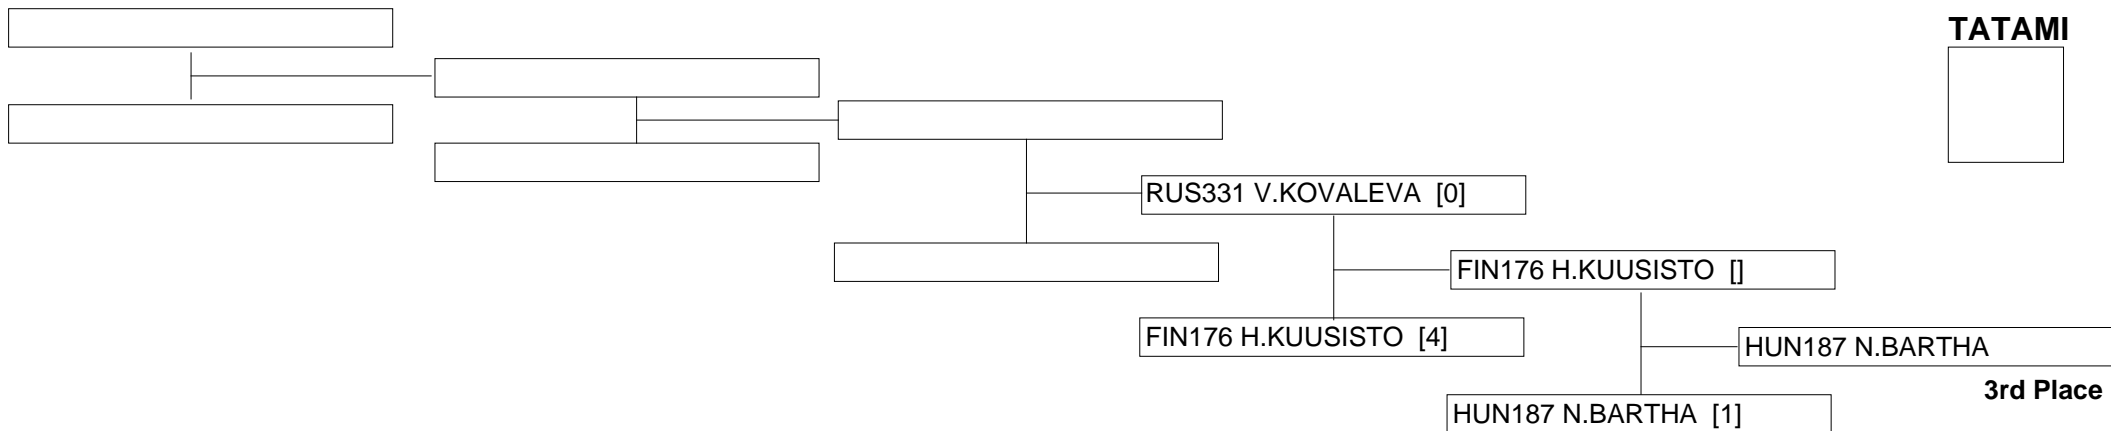 TATAMI
RUS331 V.KOVALEVA [0]
FIN176 H.KUUSISTO []
FIN176 H.KUUSISTO [4]
HUN187 N.BARTHA
3rd Place
HUN187 N.BARTHA [1]